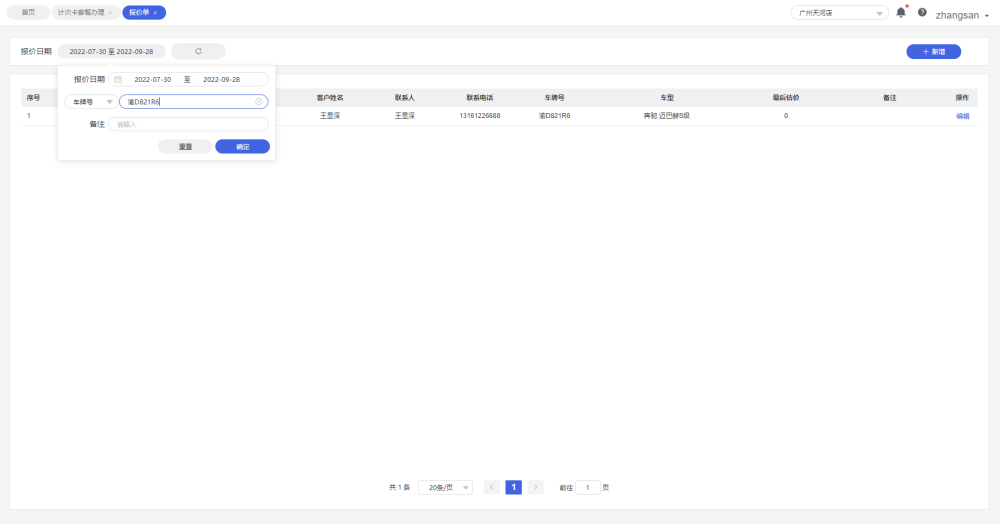 首页 计次卡套餐办理 × 报价单 × 广州天河店 zhangsan
报价日期 2022-07-30 至 2022-09-28 + 新增
报价日期 2022-07-30 至 2022-09-28
车牌号 渝D821R6
备注 请输入
重置 确定
序号 客户姓名 联系人 联系电话 车牌号 车型 最后估价 备注 操作
1 王昱深 王昱深 13161226688 渝D821R6 奔驰 迈巴赫S级 0 编辑
共 1 条 20条/页 < 1 > 前往 1 页